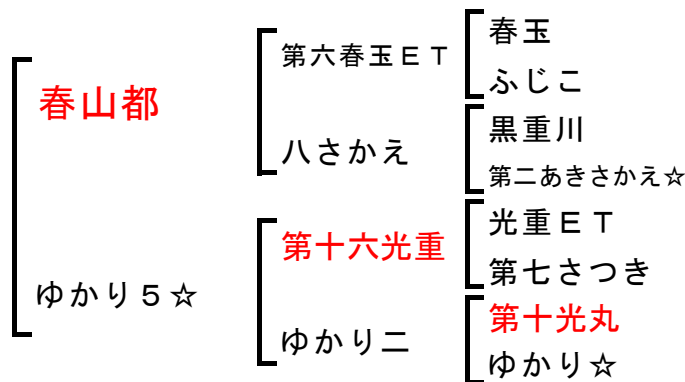 春山都
ゆかり５☆
第六春玉ＥＴ
八さかえ
第十六光重
ゆかり二
春玉
ふじこ
黒重川
第二あきさかえ☆
光重ＥＴ
第七さつき
第十光丸
ゆかり☆